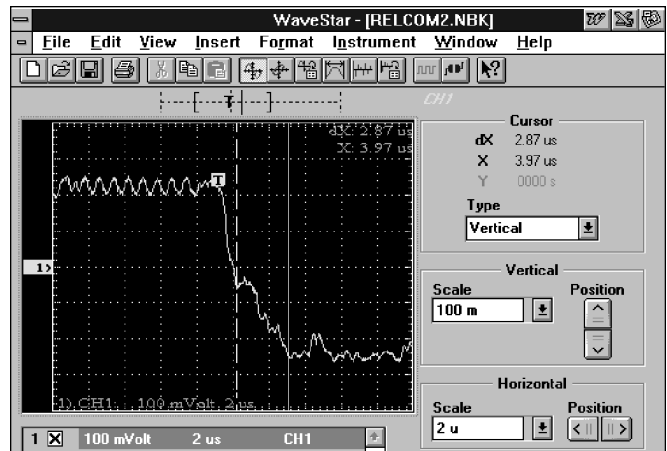 WaveStar - [RELCOM2.NBK]
File Edit View Insert Format Instrument Window Help
CH1
T
dX: 2.87 us
X: 3.97 us
T
1
1) CH1: 100 mVolt 2 us
Cursor
dX 2.87 us
X 3.97 us
Y 0000 s
Type
Vertical
Vertical
Scale Position
100 m
Horizontal
Scale Position
2 u
1 100 mVolt 2 us CH1